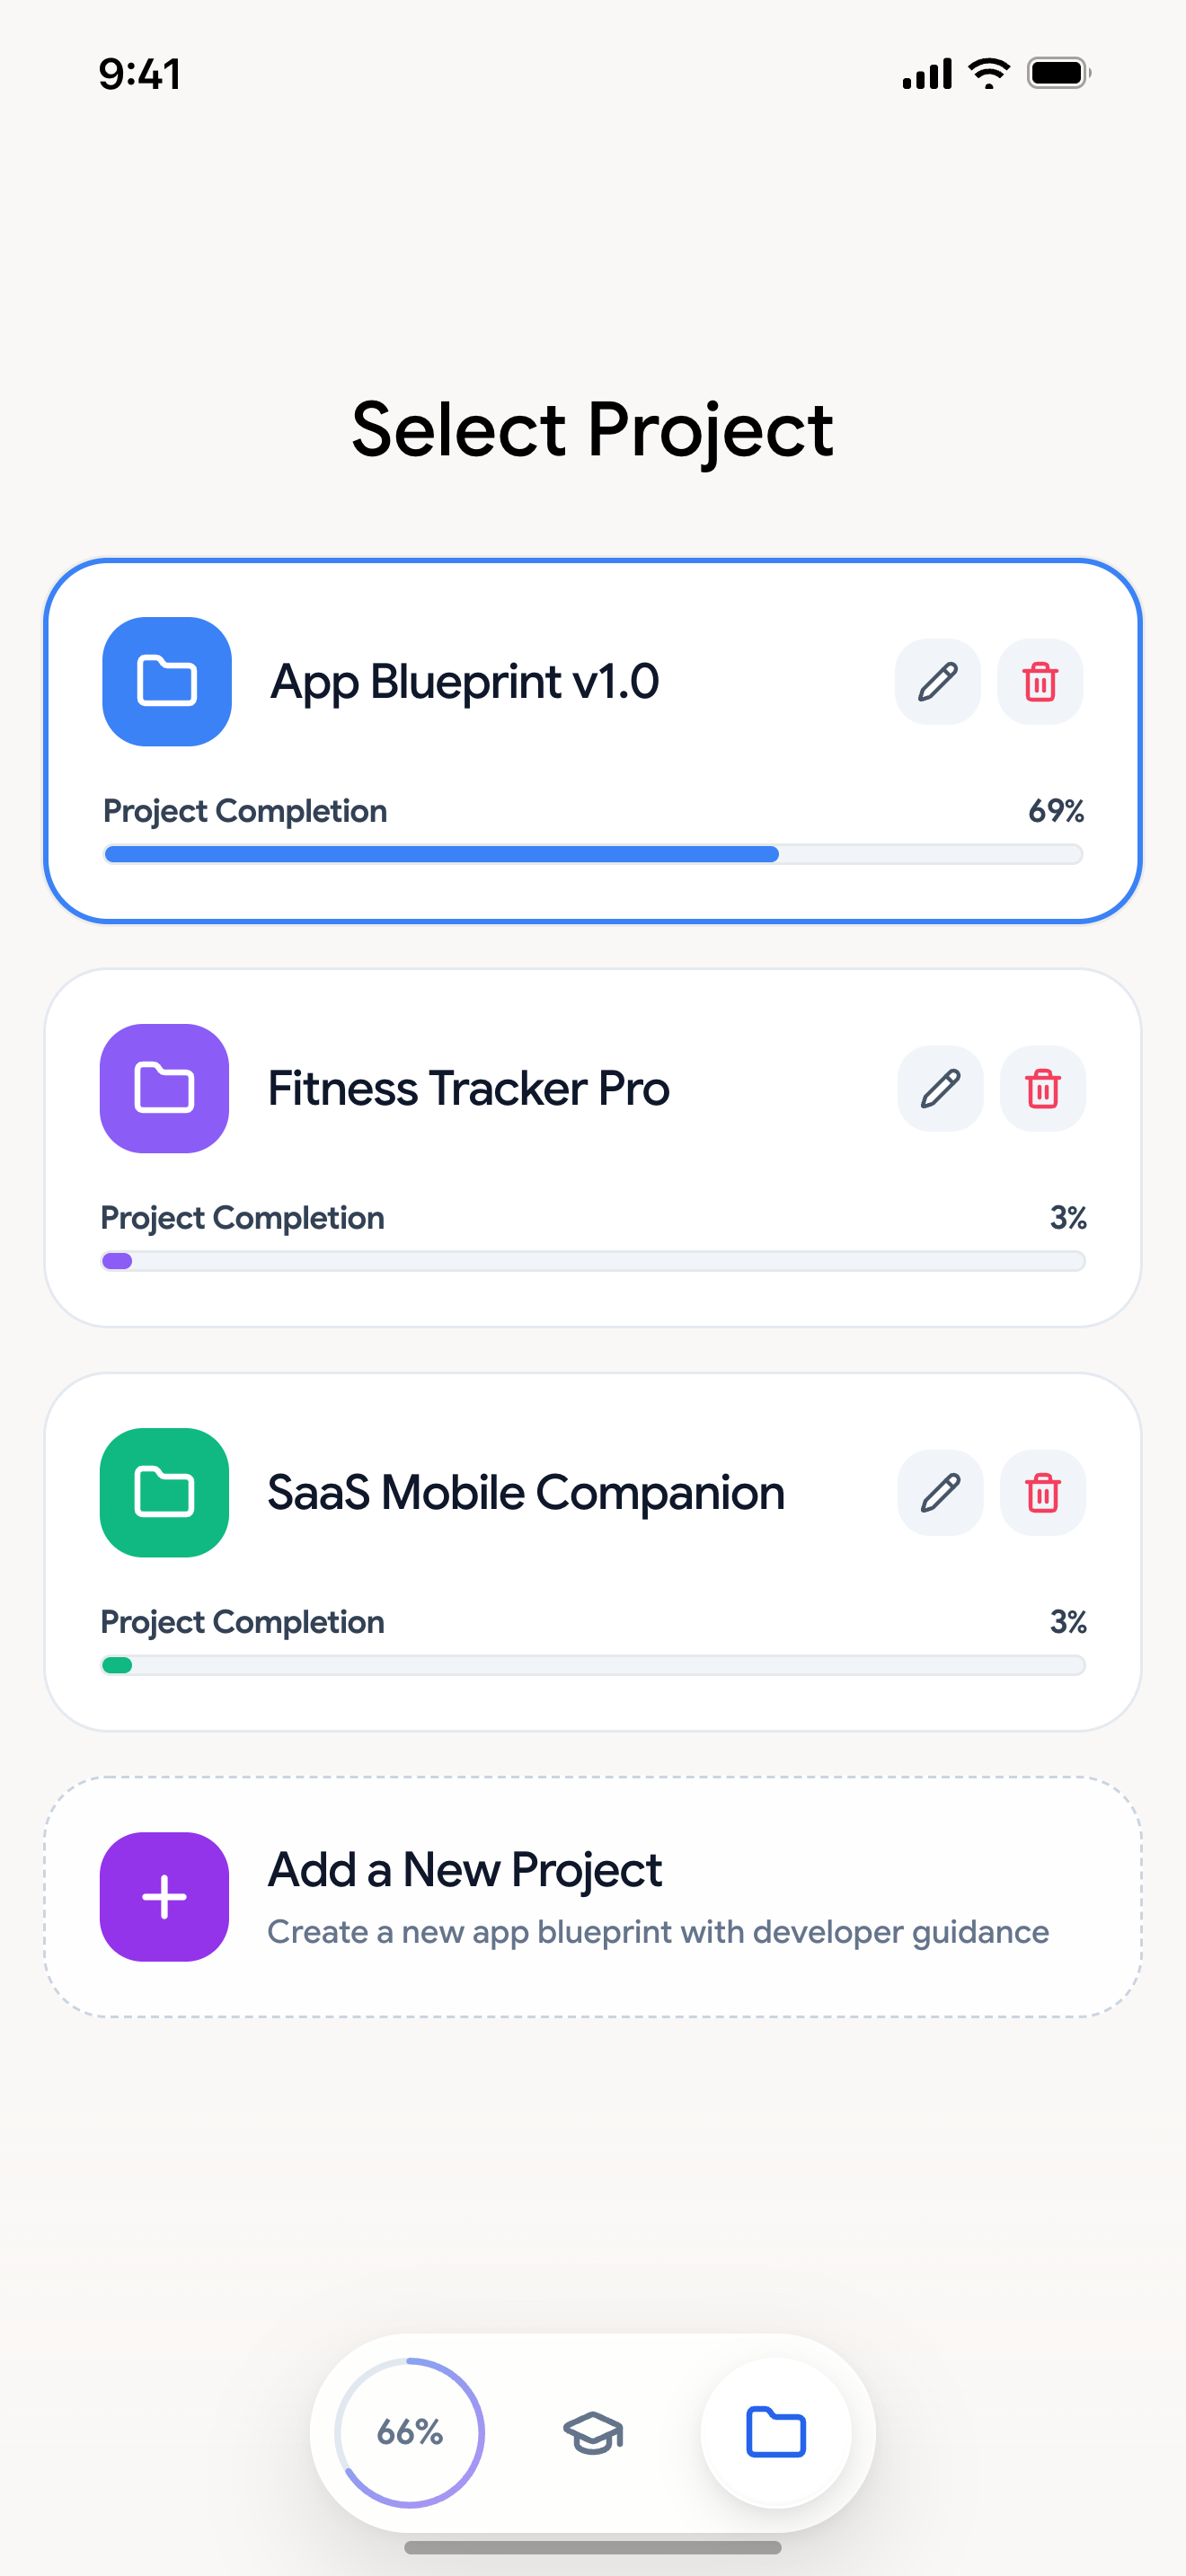 9:41
Select Project
App Blueprint v1.0
Project Completion 69%
Fitness Tracker Pro
Project Completion 3%
SaaS Mobile Companion
Project Completion 3%
Add a New Project
Create a new app blueprint with developer guidance
66%